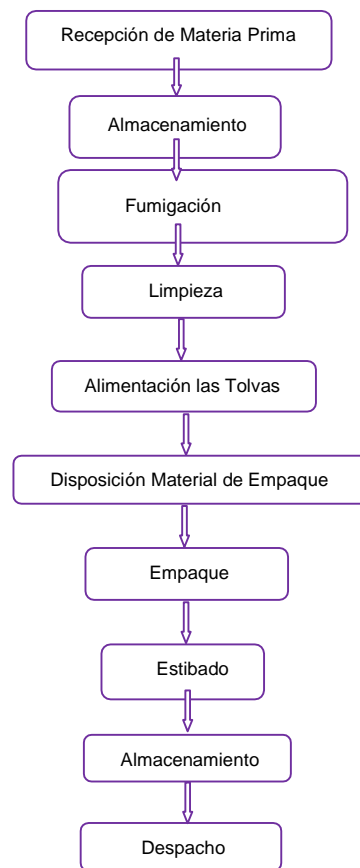 Recepción de Materia Prima
Almacenamiento
Fumigación
Limpieza
Alimentación las Tolvas
Disposición Material de Empaque
Empaque
Estibado
Almacenamiento
Despacho